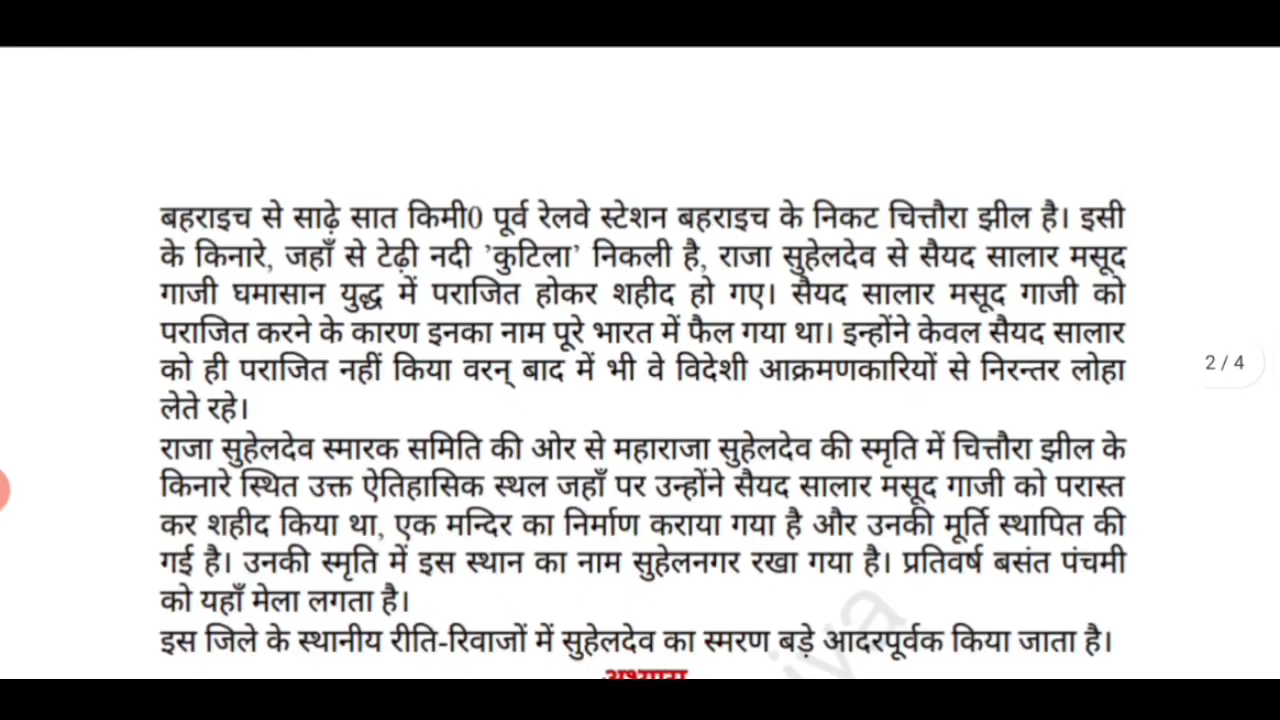 बहराइच से साढ़े सात किमी0 पूर्व रेलवे स्टेशन बहराइच के निकट चित्तौरा झील है। इसी
के किनारे, जहाँ से टेढ़ी नदी ’कुटिला’ निकली है, राजा सुहेलदेव से सैयद सालार मसूद
गाजी घमासान युद्ध में पराजित होकर शहीद हो गए। सैयद सालार मसूद गाजी को
पराजित करने के कारण इनका नाम पूरे भारत में फैल गया था। इन्होंने केवल सैयद सालार
को ही पराजित नहीं किया वरन् बाद में भी वे विदेशी आक्रमणकारियों से निरन्तर लोहा
लेते रहे।
2 / 4
राजा सुहेलदेव स्मारक समिति की ओर से महाराजा सुहेलदेव की स्मृति में चित्तौरा झील के
किनारे स्थित उक्त ऐतिहासिक स्थल जहाँ पर उन्होंने सैयद सालार मसूद गाजी को परास्त
कर शहीद किया था, एक मन्दिर का निर्माण कराया गया है और उनकी मूर्ति स्थापित की
गई है। उनकी स्मृति में इस स्थान का नाम सुहेलनगर रखा गया है। प्रतिवर्ष बसंत पंचमी
को यहाँ मेला लगता है।
इस जिले के स्थानीय रीति-रिवाजों में सुहेलदेव का स्मरण बड़े आदरपूर्वक किया जाता है।